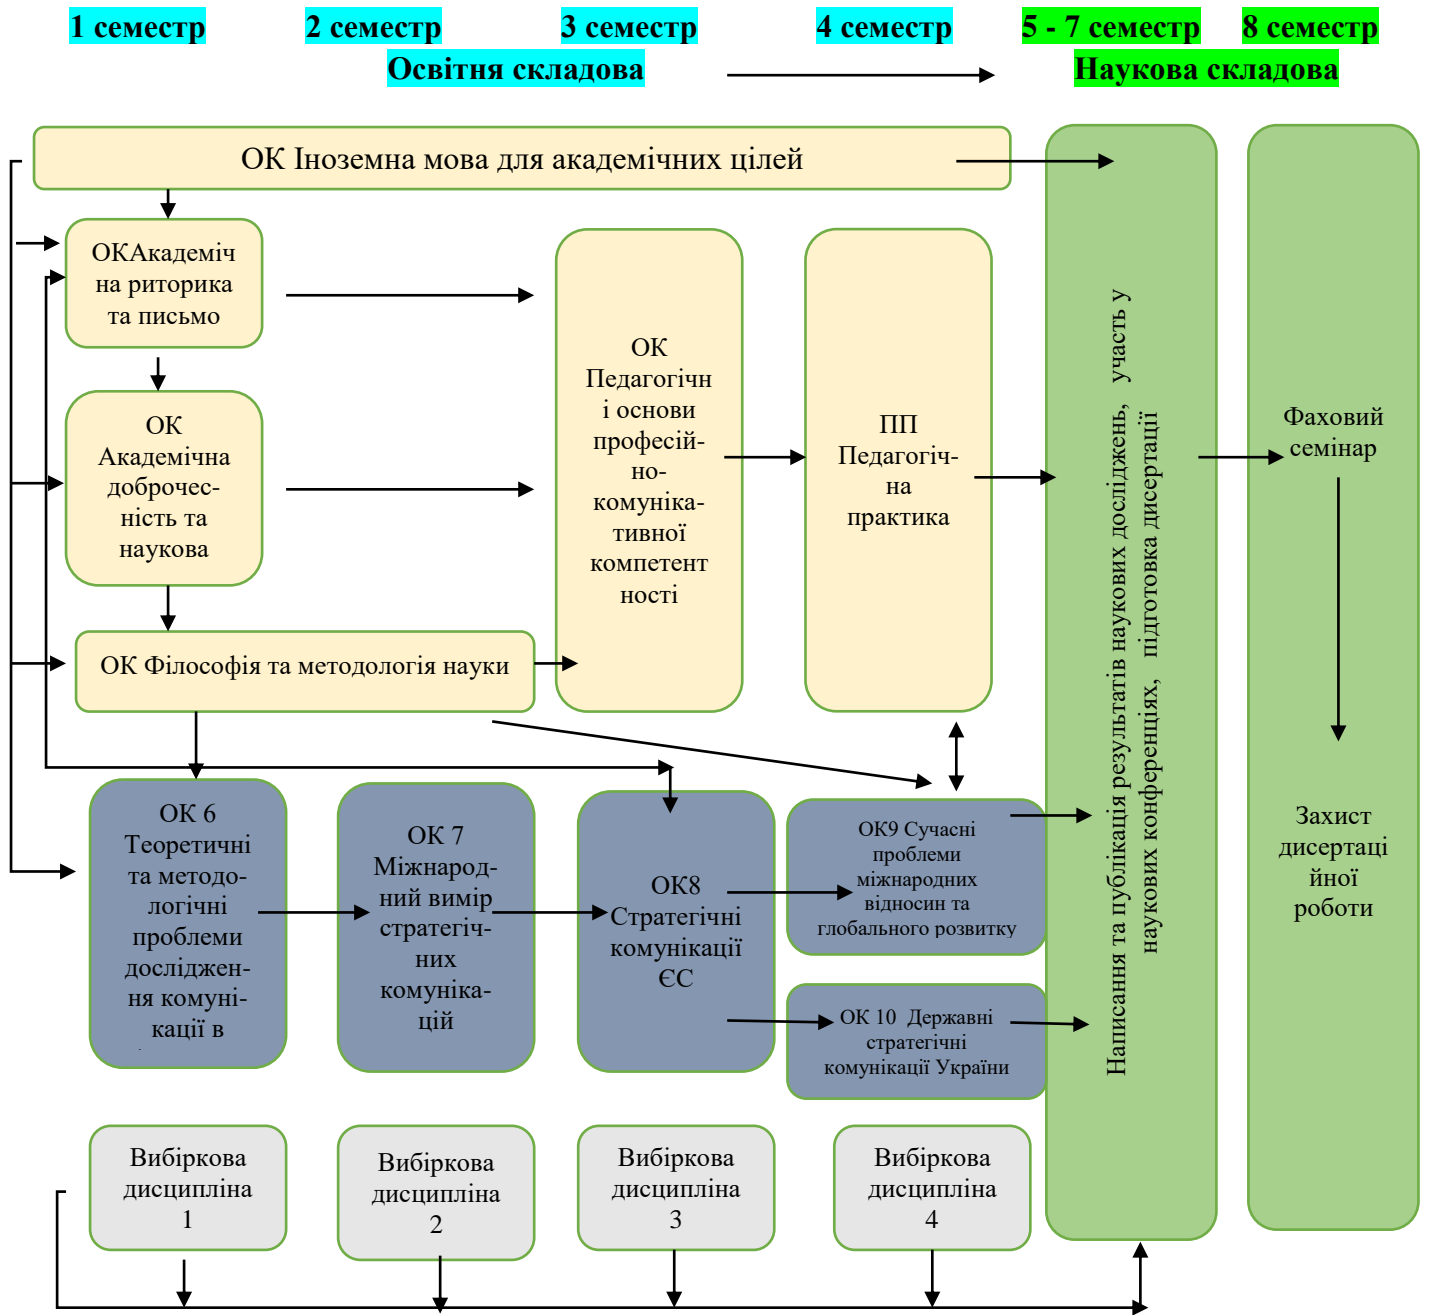 1 семестр
2 семестр
3 семестр
4 семестр
5 - 7 семестр
8 семестр
Освітня складова
Наукова складова
ОК Іноземна мова для академічних цілей
ОКАкадеміч
на риторика
та письмо
ОК
Академічна
доброчес-
ність та
наукова
ОК Філософія та методологія науки
ОК
Педагогічн
і основи
професій-
но-
комуніка-
тивної
компетент
ності
ПП
Педагогіч-
на
практика
Написання та публікація результатів наукових досліджень, участь у
наукових конференціях, підготовка дисертації
Фаховий
семінар
Захист
дисертаці
йної
роботи
ОК 6
Теоретичні
та методо-
логічні
проблеми
досліджен-
ня комуні-
кації в
ОК 7
Міжнарод-
ний вимір
стратегіч-
них
комуніка-
цій
ОК8
Стратегічні
комунікації
ЄС
ОК9 Сучасні
проблеми
міжнародних
відносин та
глобального розвитку
ОК 10 Державні
стратегічні
комунікації України
Вибіркова
дисципліна
1
Вибіркова
дисципліна
2
Вибіркова
дисципліна
3
Вибіркова
дисципліна
4